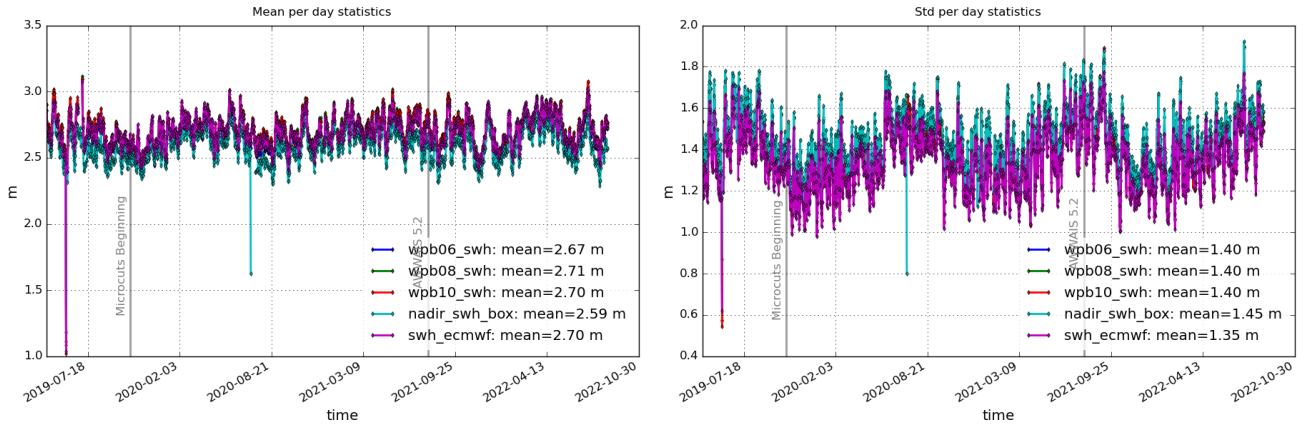 Mean per day statistics
3.5
3.0
2.5
2.0
1.5
1.0
m
2019-07-18
2020-02-03
2020-08-21
2021-03-09
2021-09-25
2022-04-13
2022-10-30
time
Microcuts Beginning
AWWAIS 5.2
wpb06_swh: mean=2.67 m
wpb08_swh: mean=2.71 m
wpb10_swh: mean=2.70 m
nadir_swh_box: mean=2.59 m
swh_ecmwf: mean=2.70 m
Std per day statistics
2.0
1.8
1.6
1.4
1.2
1.0
0.8
0.6
0.4
m
2019-07-18
2020-02-03
2020-08-21
2021-03-09
2021-09-25
2022-04-13
2022-10-30
time
Microcuts Beginning
AWWAIS 5.2
wpb06_swh: mean=1.40 m
wpb08_swh: mean=1.40 m
wpb10_swh: mean=1.40 m
nadir_swh_box: mean=1.45 m
swh_ecmwf: mean=1.35 m